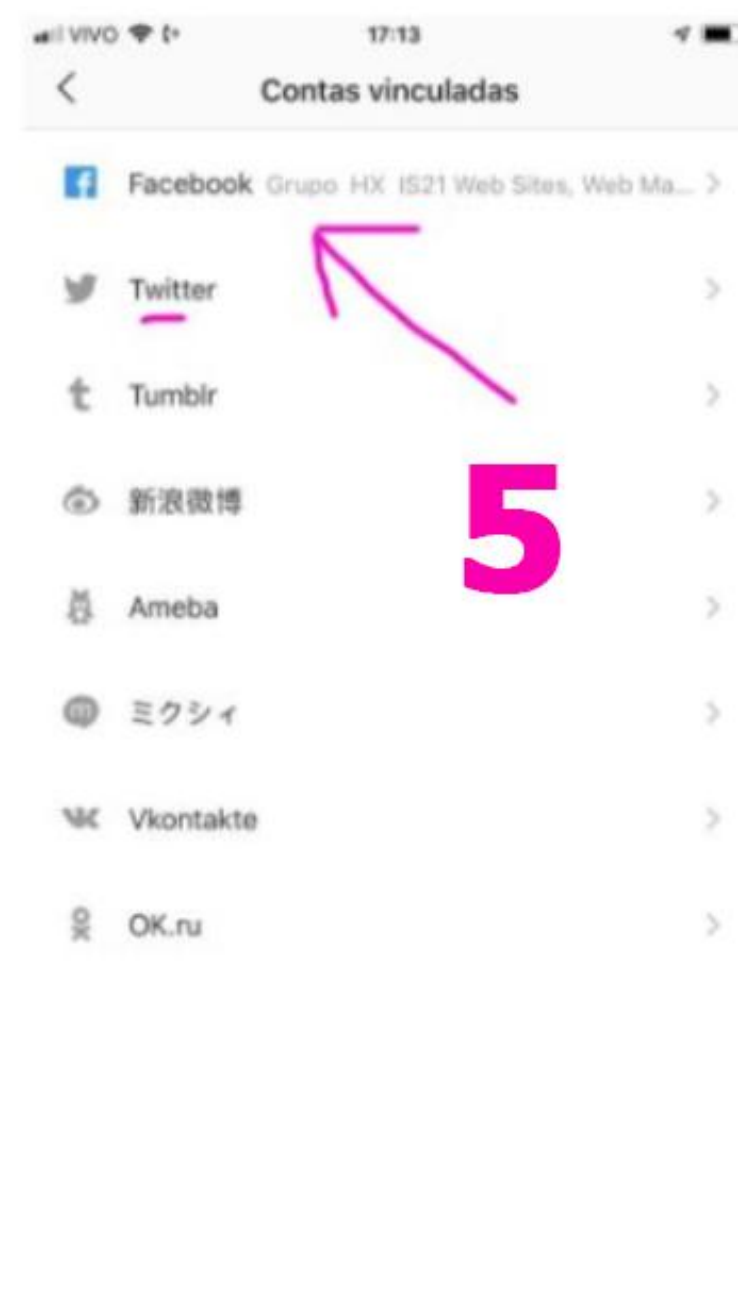 VIVO 17:13
Contas vinculadas
Facebook Grupo HX IS21 Web Sites, Web Ma...
Twitter
Tumblr
5
新浪微博
Ameba
ミクシィ
Vkontakte
OK.ru